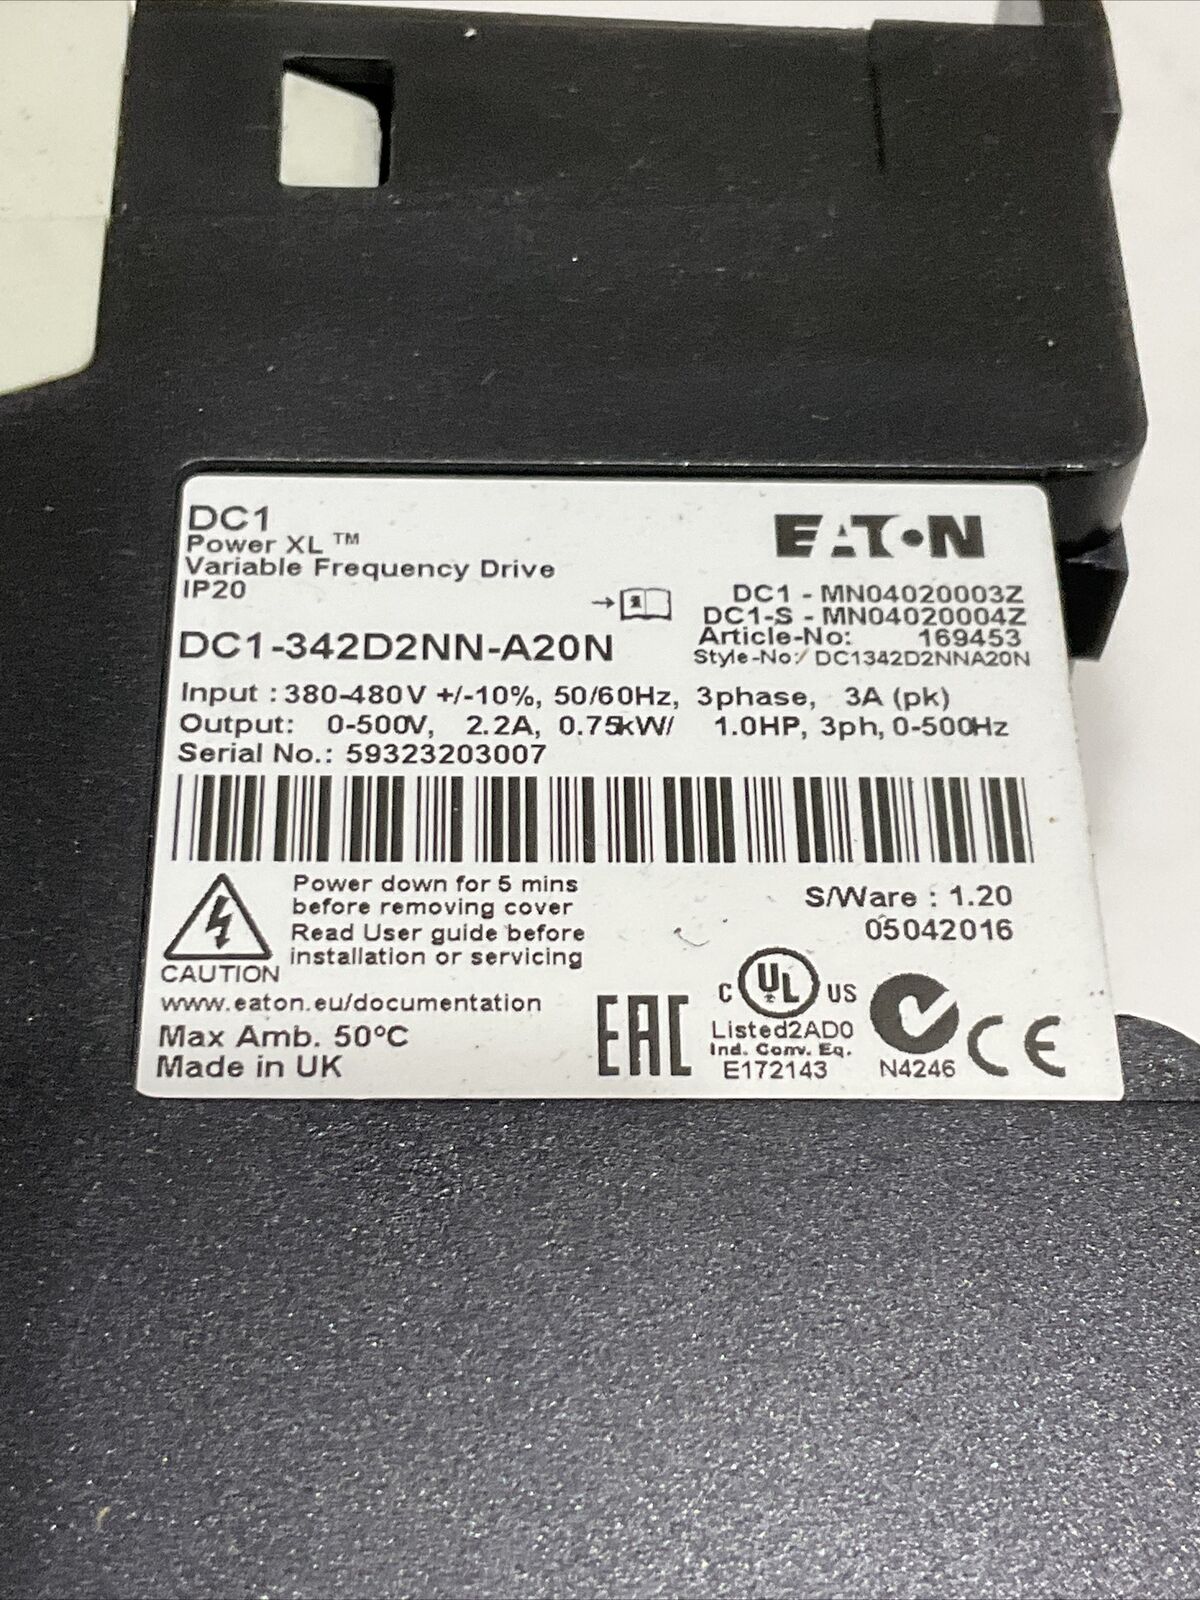 DC1
Power XL ™
Variable Frequency Drive
IP20
EATON
DC1 - MN04020003Z
DC1-S - MN04020004Z
DC1-342D2NN-A20N
Article-No: 169453
Style-No: DC1342D2NNA20N
Input : 380-480V +/-10%, 50/60Hz, 3phase, 3A (pk)
Output: 0-500V, 2.2A, 0.75kW/ 1.0HP, 3ph, 0-500Hz
Serial No.: 59323203007
Power down for 5 mins
before removing cover
Read User guide before
installation or servicing
CAUTION
S/Ware : 1.20
05042016
www.eaton.eu/documentation
Max Amb. 50°C
Made in UK
EAC
C UL US
Listed2AD0
Ind. Conv. Eq.
E172143
N4246
CE